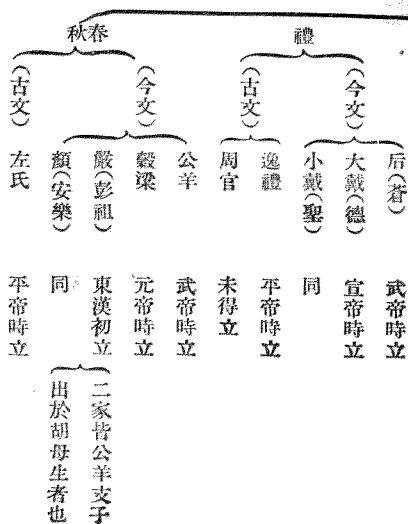 禮
(今文)
后(蒼) 武帝時立
大戴(德) 宣帝時立
小戴(聖) 同
(古文)
逸禮 平帝時立
周官 未得立
春秋
(今文)
公羊 武帝時立
穀梁 元帝時立
嚴(彭祖) 東漢初立
顏(安樂) 同
二家皆公羊支子
出於胡母生者也
(古文)
左氏 平帝時立